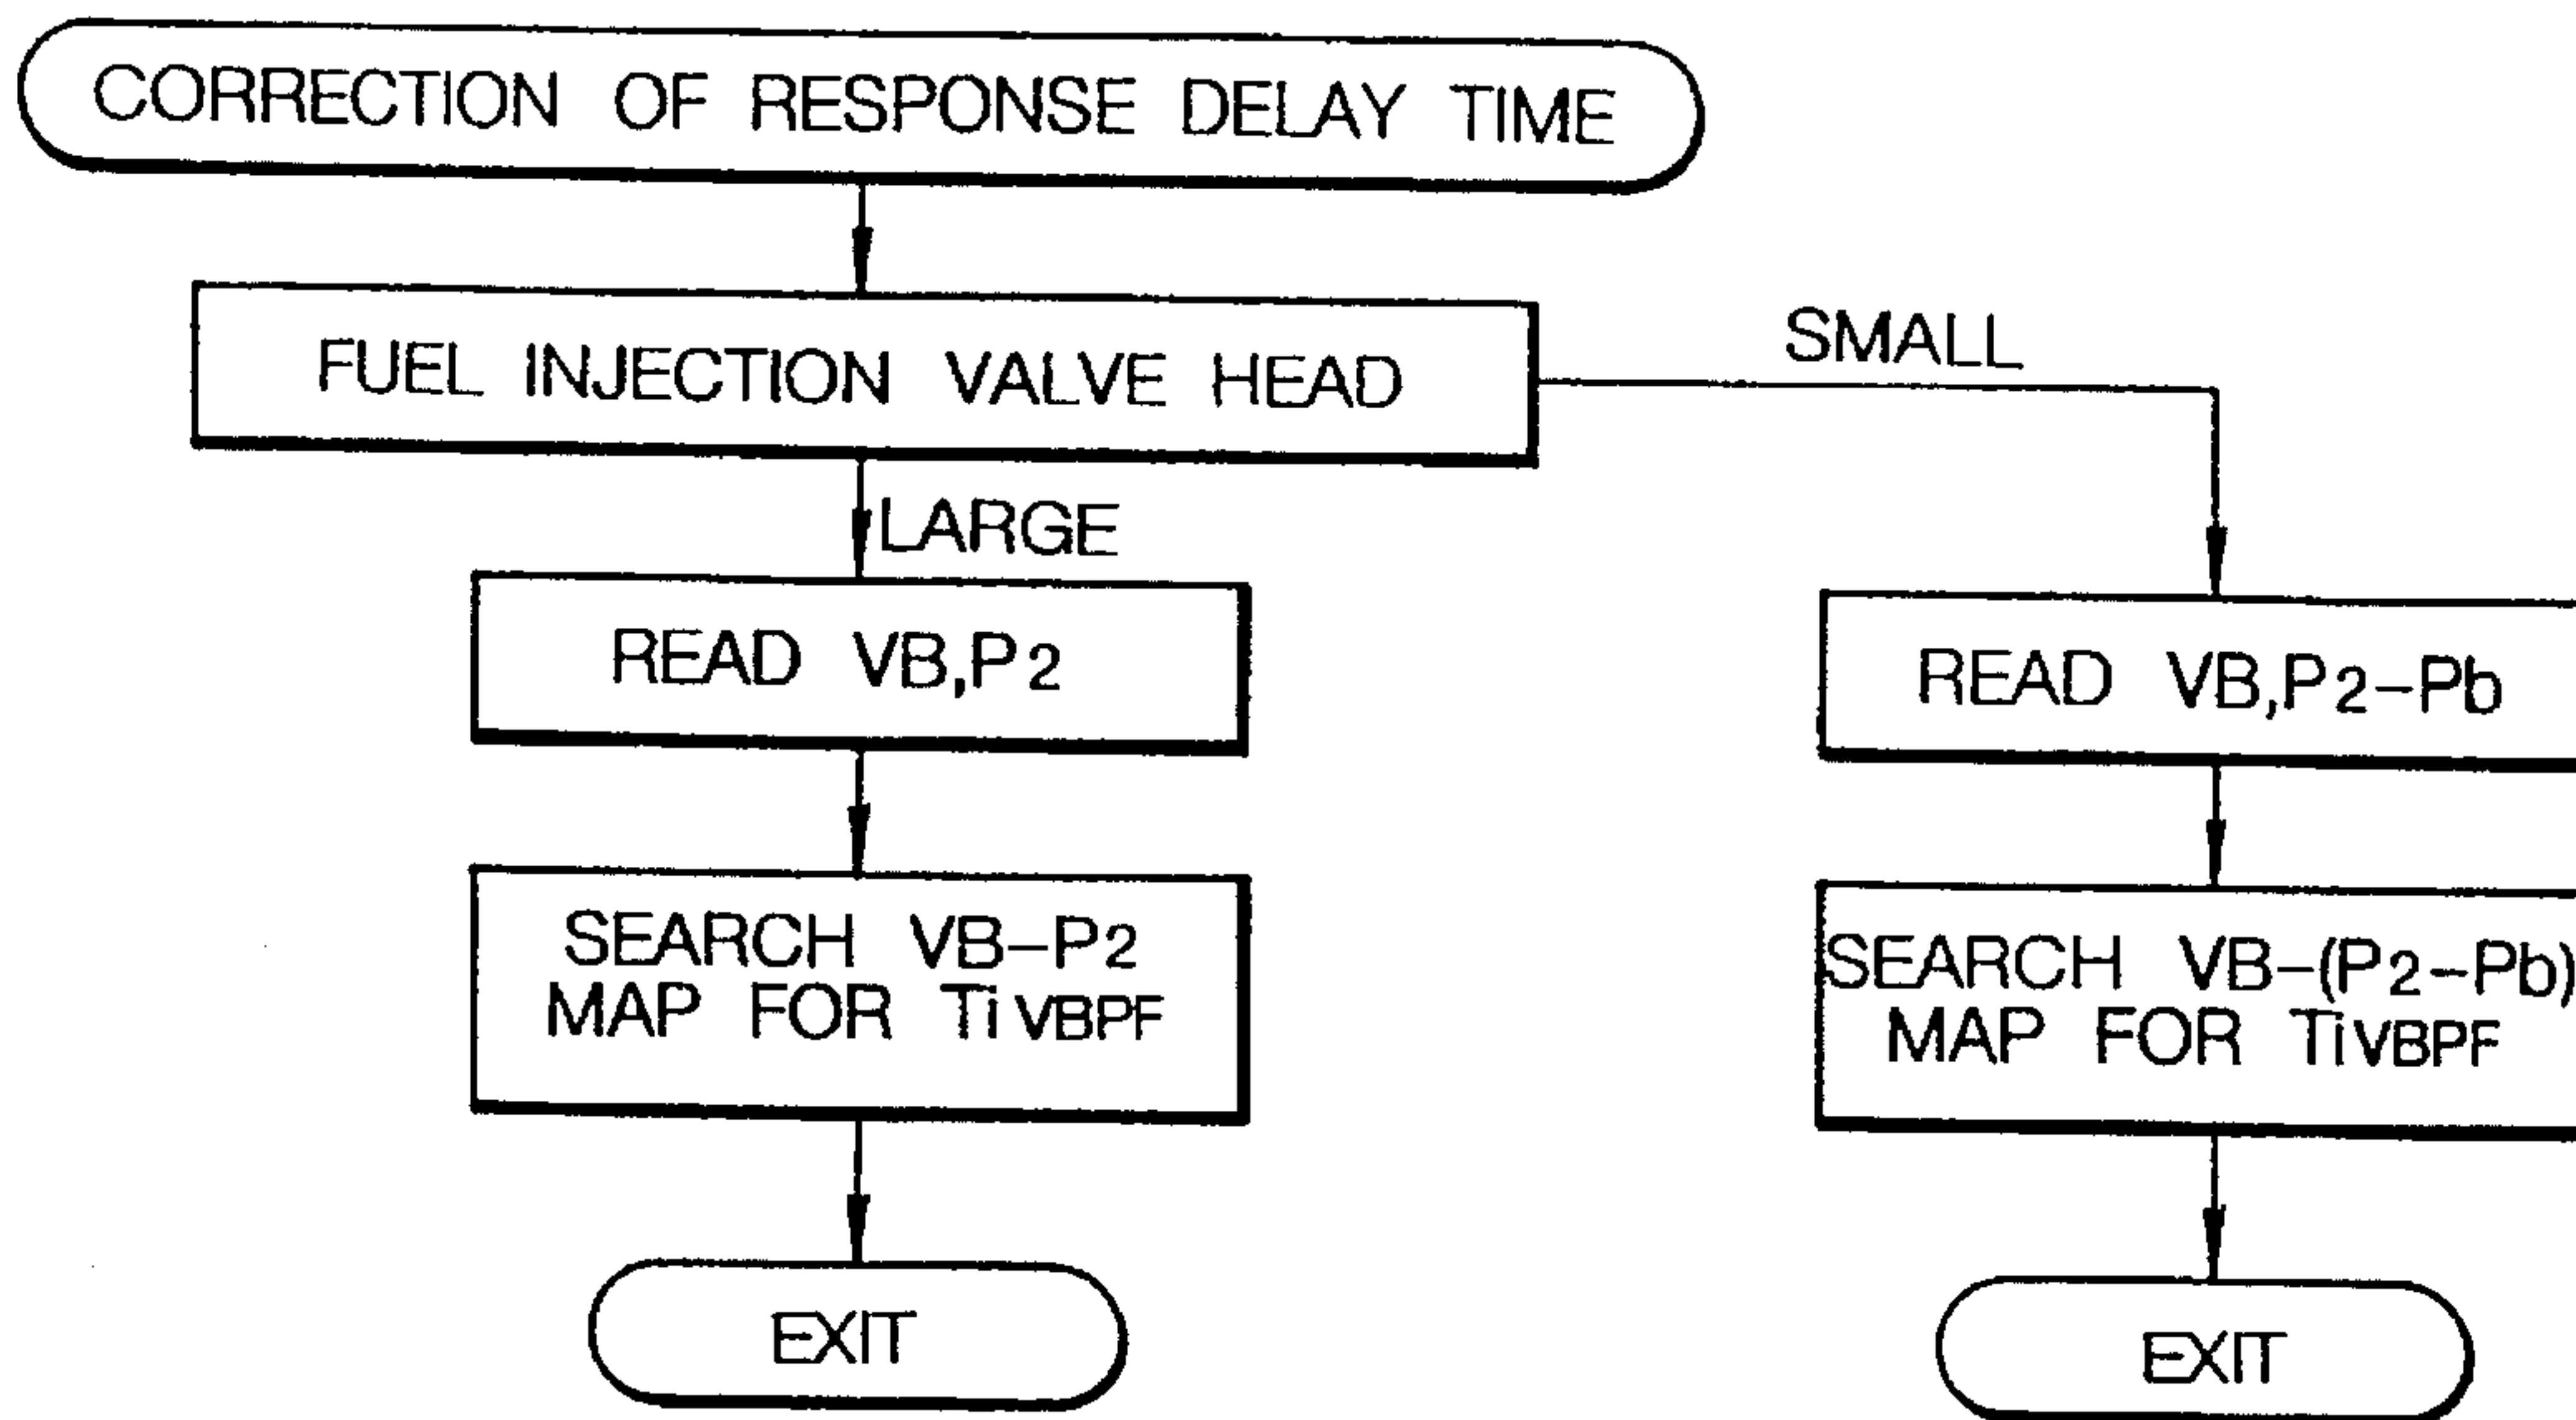 CORRECTION OF RESPONSE DELAY TIME
FUEL INJECTION VALVE HEAD
SMALL
LARGE
READ VB,P2
READ VB,P2-Pb
SEARCH VB-P2
MAP FOR TiVBPF
SEARCH VB-(P2-Pb)
MAP FOR TiVBPF
EXIT
EXIT